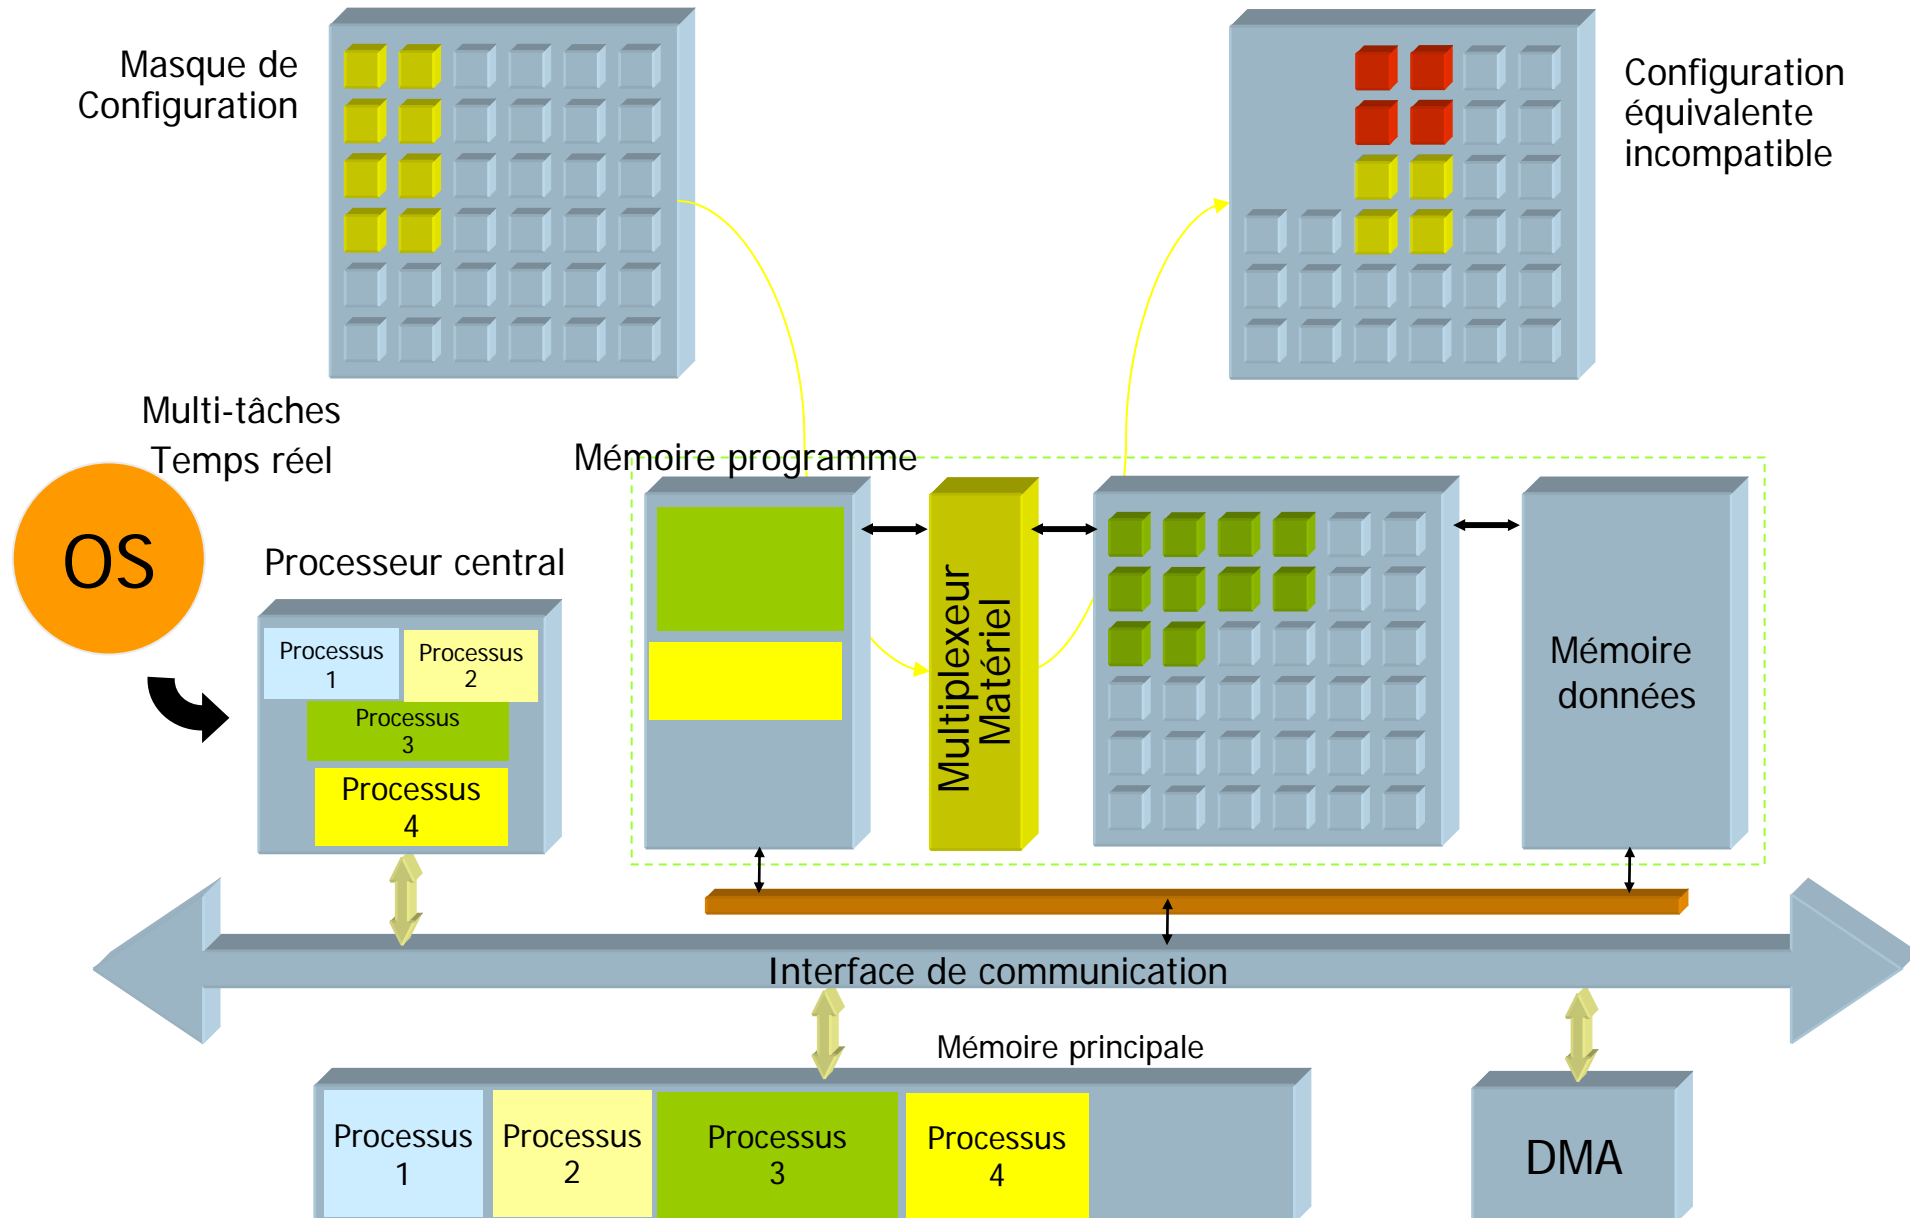 Masque de
Configuration
Configuration
équivalente
incompatible
Multi-tâches
Temps réel
OS
Mémoire programme
Processeur central
Processus
1
Processus
2
Processus
3
Processus
4
Multiplexeur
Matériel
Mémoire
données
Interface de communication
Mémoire principale
Processus
1
Processus
2
Processus
3
Processus
4
DMA